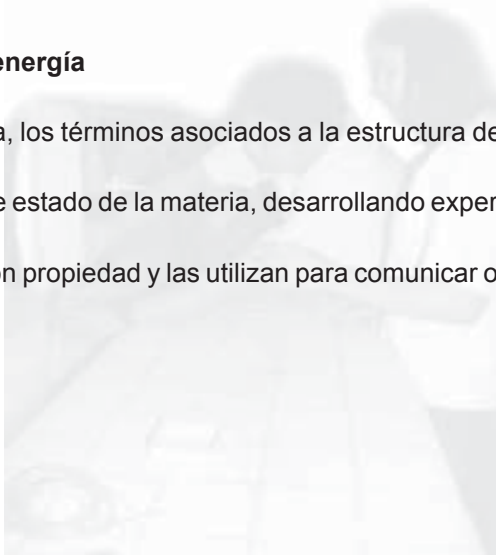 energía
, los términos asociados a la estructura de
e estado de la materia, desarrollando exper
on propiedad y las utilizan para comunicar o